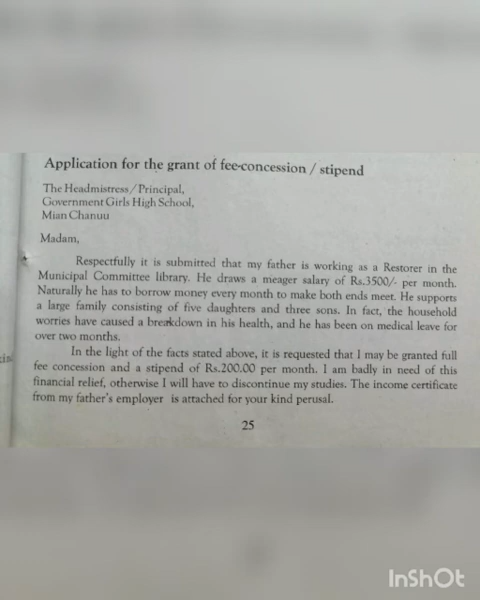 Application for the grant of fee-concession / stipend
The Headmistress/Principal,
Government Girls High School,
Mian Chanuu
Madam,
Respectfully it is submitted that my father is working as a Restorer in the
Municipal Committee library. He draws a meager salary of Rs.3500/- per month.
Naturally he has to borrow money every month to make both ends meet. He supports
a large family consisting of five daughters and three sons. In fact, the household
worries have caused a breakdown in his health, and he has been on medical leave for
over two months.
In the light of the facts stated above, it is requested that I may be granted full
fee concession and a stipend of Rs.200.00 per month. I am badly in need of this
financial relief, otherwise I will have to discontinue my studies. The income certificate
from my father's employer is attached for your kind perusal.
25
InShOt